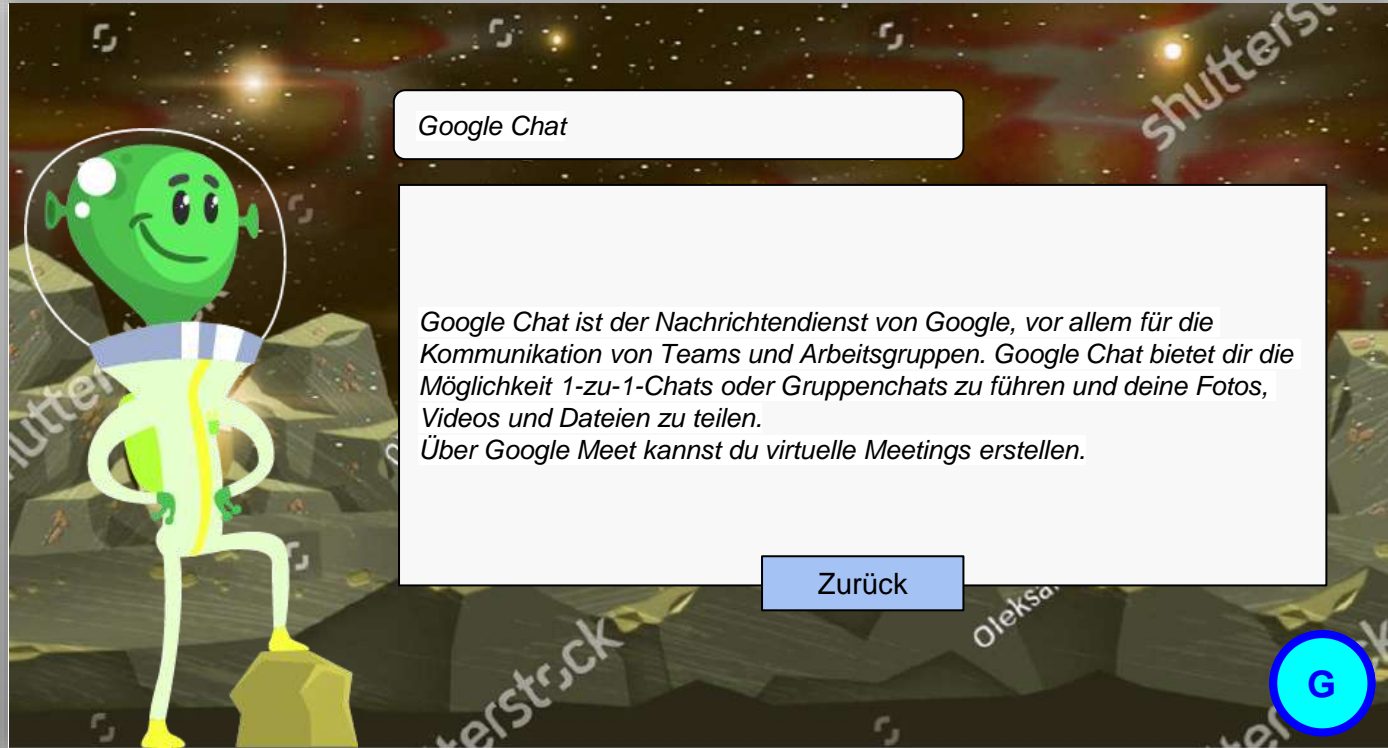 shutterst
Google Chat
Google Chat ist der Nachrichtendienst von Google, vor allem für die
Kommunikation von Teams und Arbeitsgruppen. Google Chat bietet dir die
Möglichkeit 1-zu-1-Chats oder Gruppenchats zu führen und deine Fotos,
Videos und Dateien zu teilen.
Über Google Meet kannst du virtuelle Meetings erstellen.
Zurück
G